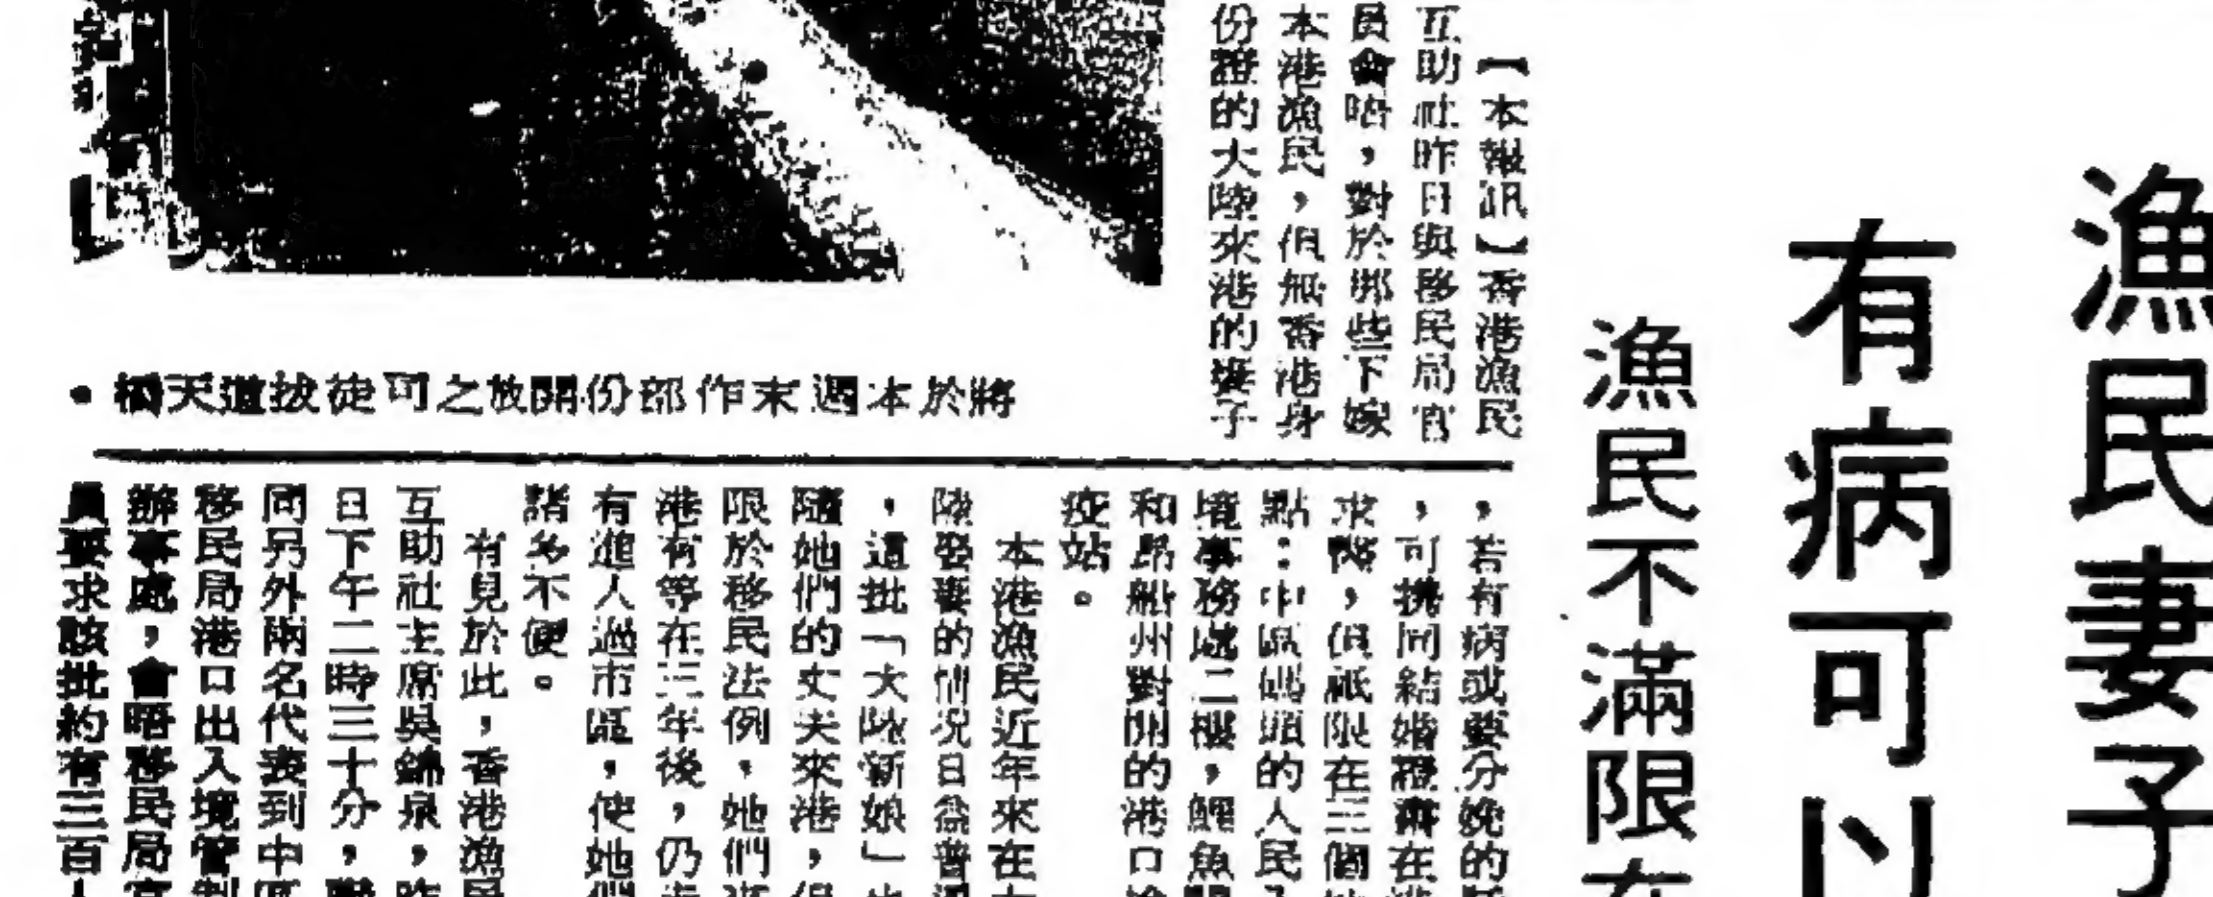 漁民妻子
有病可以
漁民不滿限在
【本報訊】香港漁民
互助社昨日與移民局官
員會晤，對於那些下嫁
本港漁民，但無香港身
份證的大陸來港的妻子
，若有病或要分娩的話
，可携同結婚證書在港
求醫，但祇限在三個地
點：中區碼頭的人民入
境事務處二樓，鯉魚門
和昂船州對開的港口檢
疫站。
本港漁民近年來在大
陸娶妻的情况日益普遍
，這批「大陸新娘」也
隨她們的丈夫來港，但
限於移民法例，她們來
港有等在三年後，仍未
有進入過市區，使她們
諸多不便。
有見於此，香港漁民
互助社主席吳錦泉，昨
日下午二時三十分，聯
同另外兩名代表到中區
移民局港口出入境管制
辦事處，會晤移民局官
員要求該批約有三百
將於本週末作部份開放之可徒拔道天橋•